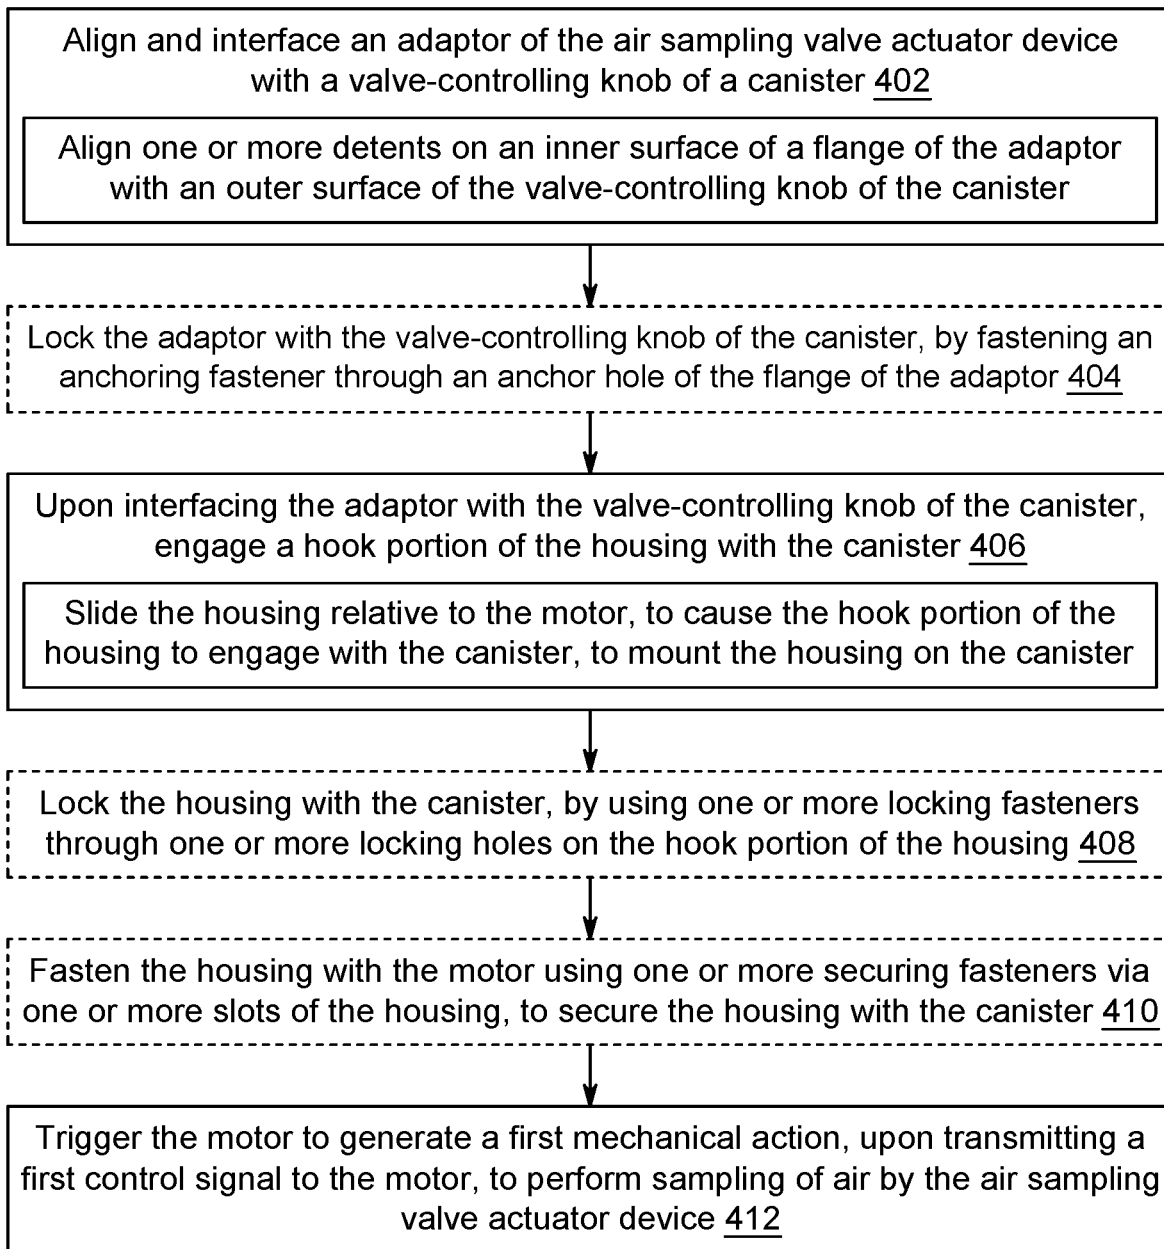 Align and interface an adaptor of the air sampling valve actuator device
with a valve-controlling knob of a canister 402
Align one or more detents on an inner surface of a flange of the adaptor
with an outer surface of the valve-controlling knob of the canister
Lock the adaptor with the valve-controlling knob of the canister, by fastening an
anchoring fastener through an anchor hole of the flange of the adaptor 404
Upon interfacing the adaptor with the valve-controlling knob of the canister,
engage a hook portion of the housing with the canister 406
Slide the housing relative to the motor, to cause the hook portion of the
housing to engage with the canister, to mount the housing on the canister
Lock the housing with the canister, by using one or more locking fasteners
through one or more locking holes on the hook portion of the housing 408
Fasten the housing with the motor using one or more securing fasteners via
one or more slots of the housing, to secure the housing with the canister 410
Trigger the motor to generate a first mechanical action, upon transmitting a
first control signal to the motor, to perform sampling of air by the air sampling
valve actuator device 412